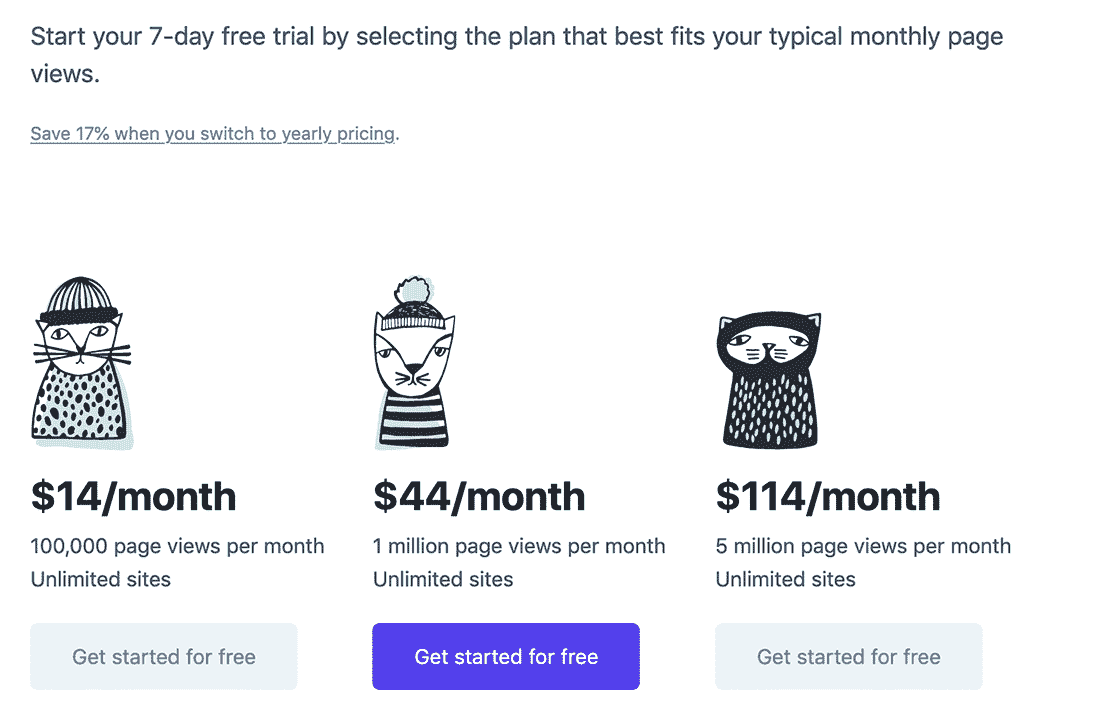 Start your 7-day free trial by selecting the plan that best fits your typical monthly page
views.
Save 17% when you switch to yearly pricing.
$14/month
100,000 page views per month
Unlimited sites
Get started for free
$44/month
1 million page views per month
Unlimited sites
Get started for free
$114/month
5 million page views per month
Unlimited sites
Get started for free